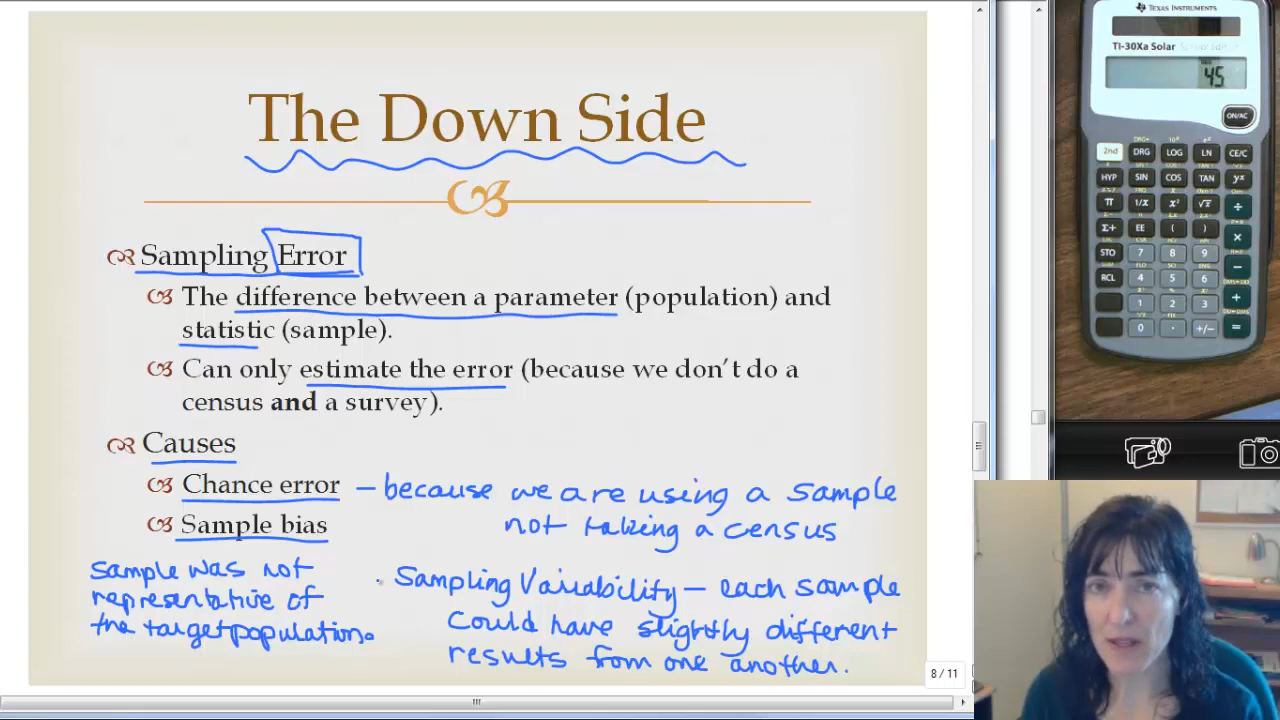 The Down Side
Sampling Error
The difference between a parameter (population) and
statistic (sample).
Can only estimate the error (because we don't do a
census and a survey).
Causes
Chance error – because we are using a sample
not taking a census
Sample bias
Sample was not
representative of
the target population.
Sampling Variability – each sample
Could have slightly different
results from one another.
8 / 11
TEXAS INSTRUMENTS
TI-30Xa Solar
45
ON/AC
2nd DRG LOG LN CE/C
HYP SIN COS TAN yˣ
π 1/x x² √x ÷
Σ+ EE ( ) ×
STO 7 8 9 −
RCL 4 5 6 +
1 2 3
0 . +/− =